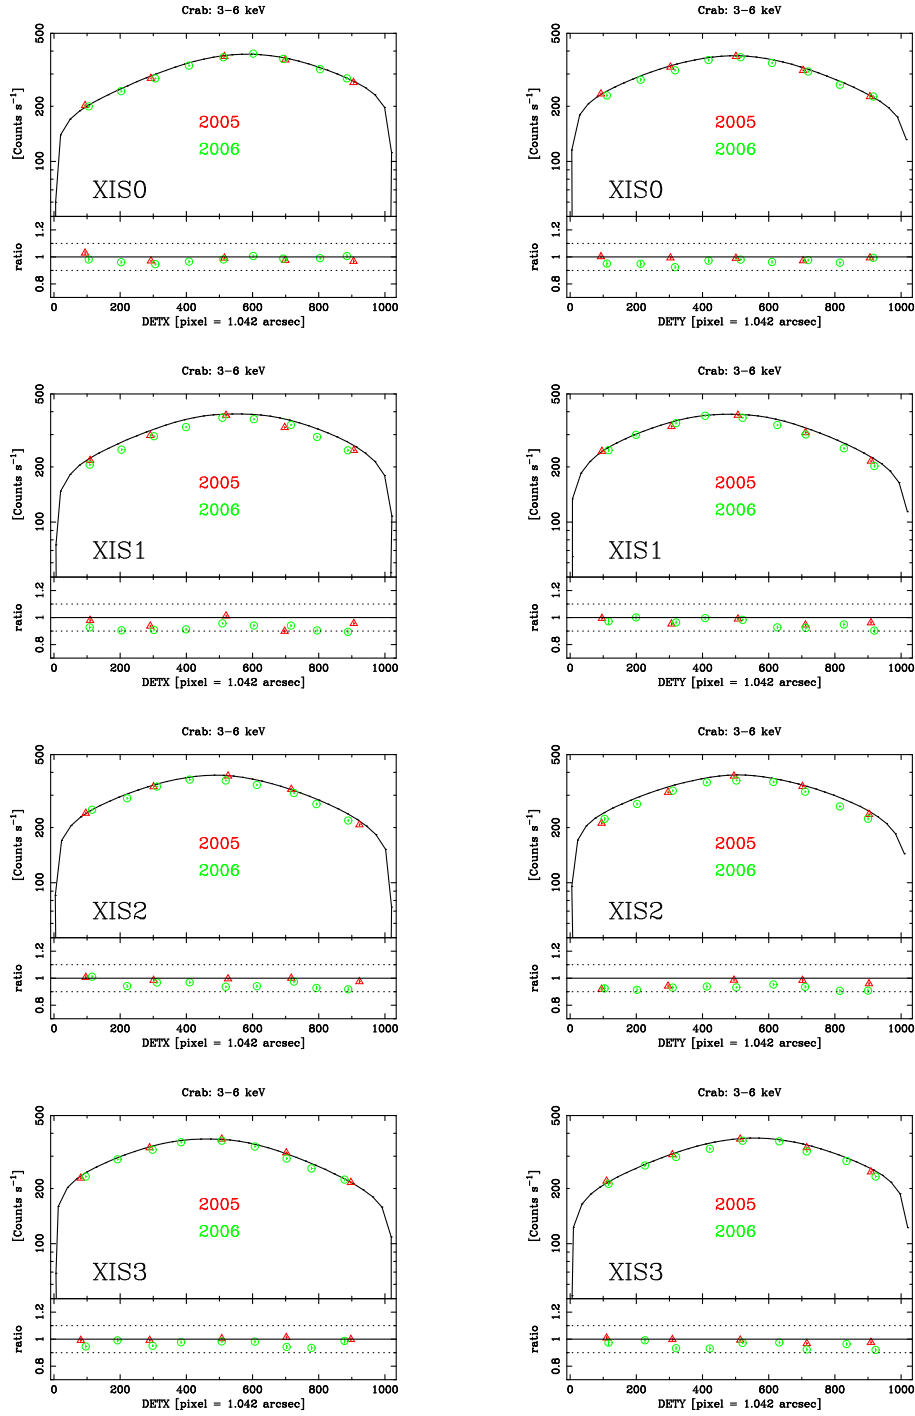 Crab: 3-6 keV
500
200
100
[Counts s⁻¹]
2005
2006
XIS0
1.2
1
0.8
ratio
0 200 400 600 800 1000
DETX [pixel = 1.042 arcsec]
Crab: 3-6 keV
500
200
100
[Counts s⁻¹]
2005
2006
XIS0
1.2
1
0.8
ratio
0 200 400 600 800 1000
DETY [pixel = 1.042 arcsec]
Crab: 3-6 keV
500
200
100
[Counts s⁻¹]
2005
2006
XIS1
1.2
1
0.8
ratio
0 200 400 600 800 1000
DETX [pixel = 1.042 arcsec]
Crab: 3-6 keV
500
200
100
[Counts s⁻¹]
2005
2006
XIS1
1.2
1
0.8
ratio
0 200 400 600 800 1000
DETY [pixel = 1.042 arcsec]
Crab: 3-6 keV
500
200
100
[Counts s⁻¹]
2005
2006
XIS2
1.2
1
0.8
ratio
0 200 400 600 800 1000
DETX [pixel = 1.042 arcsec]
Crab: 3-6 keV
500
200
100
[Counts s⁻¹]
2005
2006
XIS2
1.2
1
0.8
ratio
0 200 400 600 800 1000
DETY [pixel = 1.042 arcsec]
Crab: 3-6 keV
500
200
100
[Counts s⁻¹]
2005
2006
XIS3
1.2
1
0.8
ratio
0 200 400 600 800 1000
DETX [pixel = 1.042 arcsec]
Crab: 3-6 keV
500
200
100
[Counts s⁻¹]
2005
2006
XIS3
1.2
1
0.8
ratio
0 200 400 600 800 1000
DETY [pixel = 1.042 arcsec]